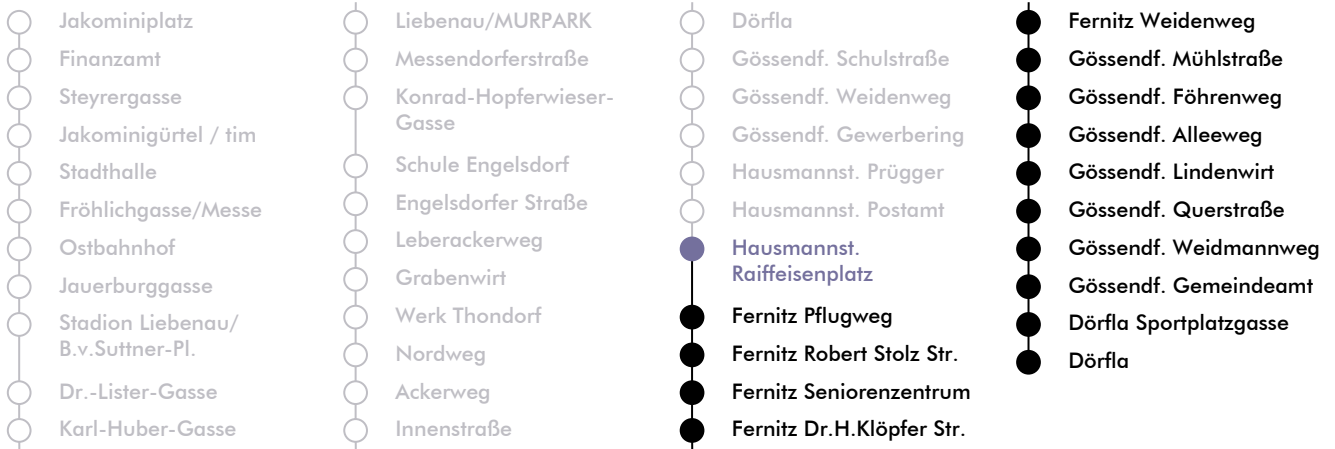 Jakominiplatz
Finanzamt
Steyrergasse
Jakominigürtel / tim
Stadthalle
Fröhlichgasse/Messe
Ostbahnhof
Jauerburggasse
Stadion Liebenau/
B.v.Suttner-Pl.
Dr.-Lister-Gasse
Karl-Huber-Gasse
Liebenau/MURPARK
Messendorferstraße
Konrad-Hopferwieser-
Gasse
Schule Engelsdorf
Engelsdorfer Straße
Leberackerweg
Grabenwirt
Werk Thondorf
Nordweg
Ackerweg
Innenstraße
Dörfla
Gössendf. Schulstraße
Gössendf. Weidenweg
Gössendf. Gewerbering
Hausmannst. Prügger
Hausmannst. Postamt
Hausmannst.
Raiffeisenplatz
Fernitz Pflugweg
Fernitz Robert Stolz Str.
Fernitz Seniorenzentrum
Fernitz Dr.H.Klöpfer Str.
Fernitz Weidenweg
Gössendf. Mühlstraße
Gössendf. Föhrenweg
Gössendf. Alleeweg
Gössendf. Lindenwirt
Gössendf. Querstraße
Gössendf. Weidmannweg
Gössendf. Gemeindeamt
Dörfla Sportplatzgasse
Dörfla